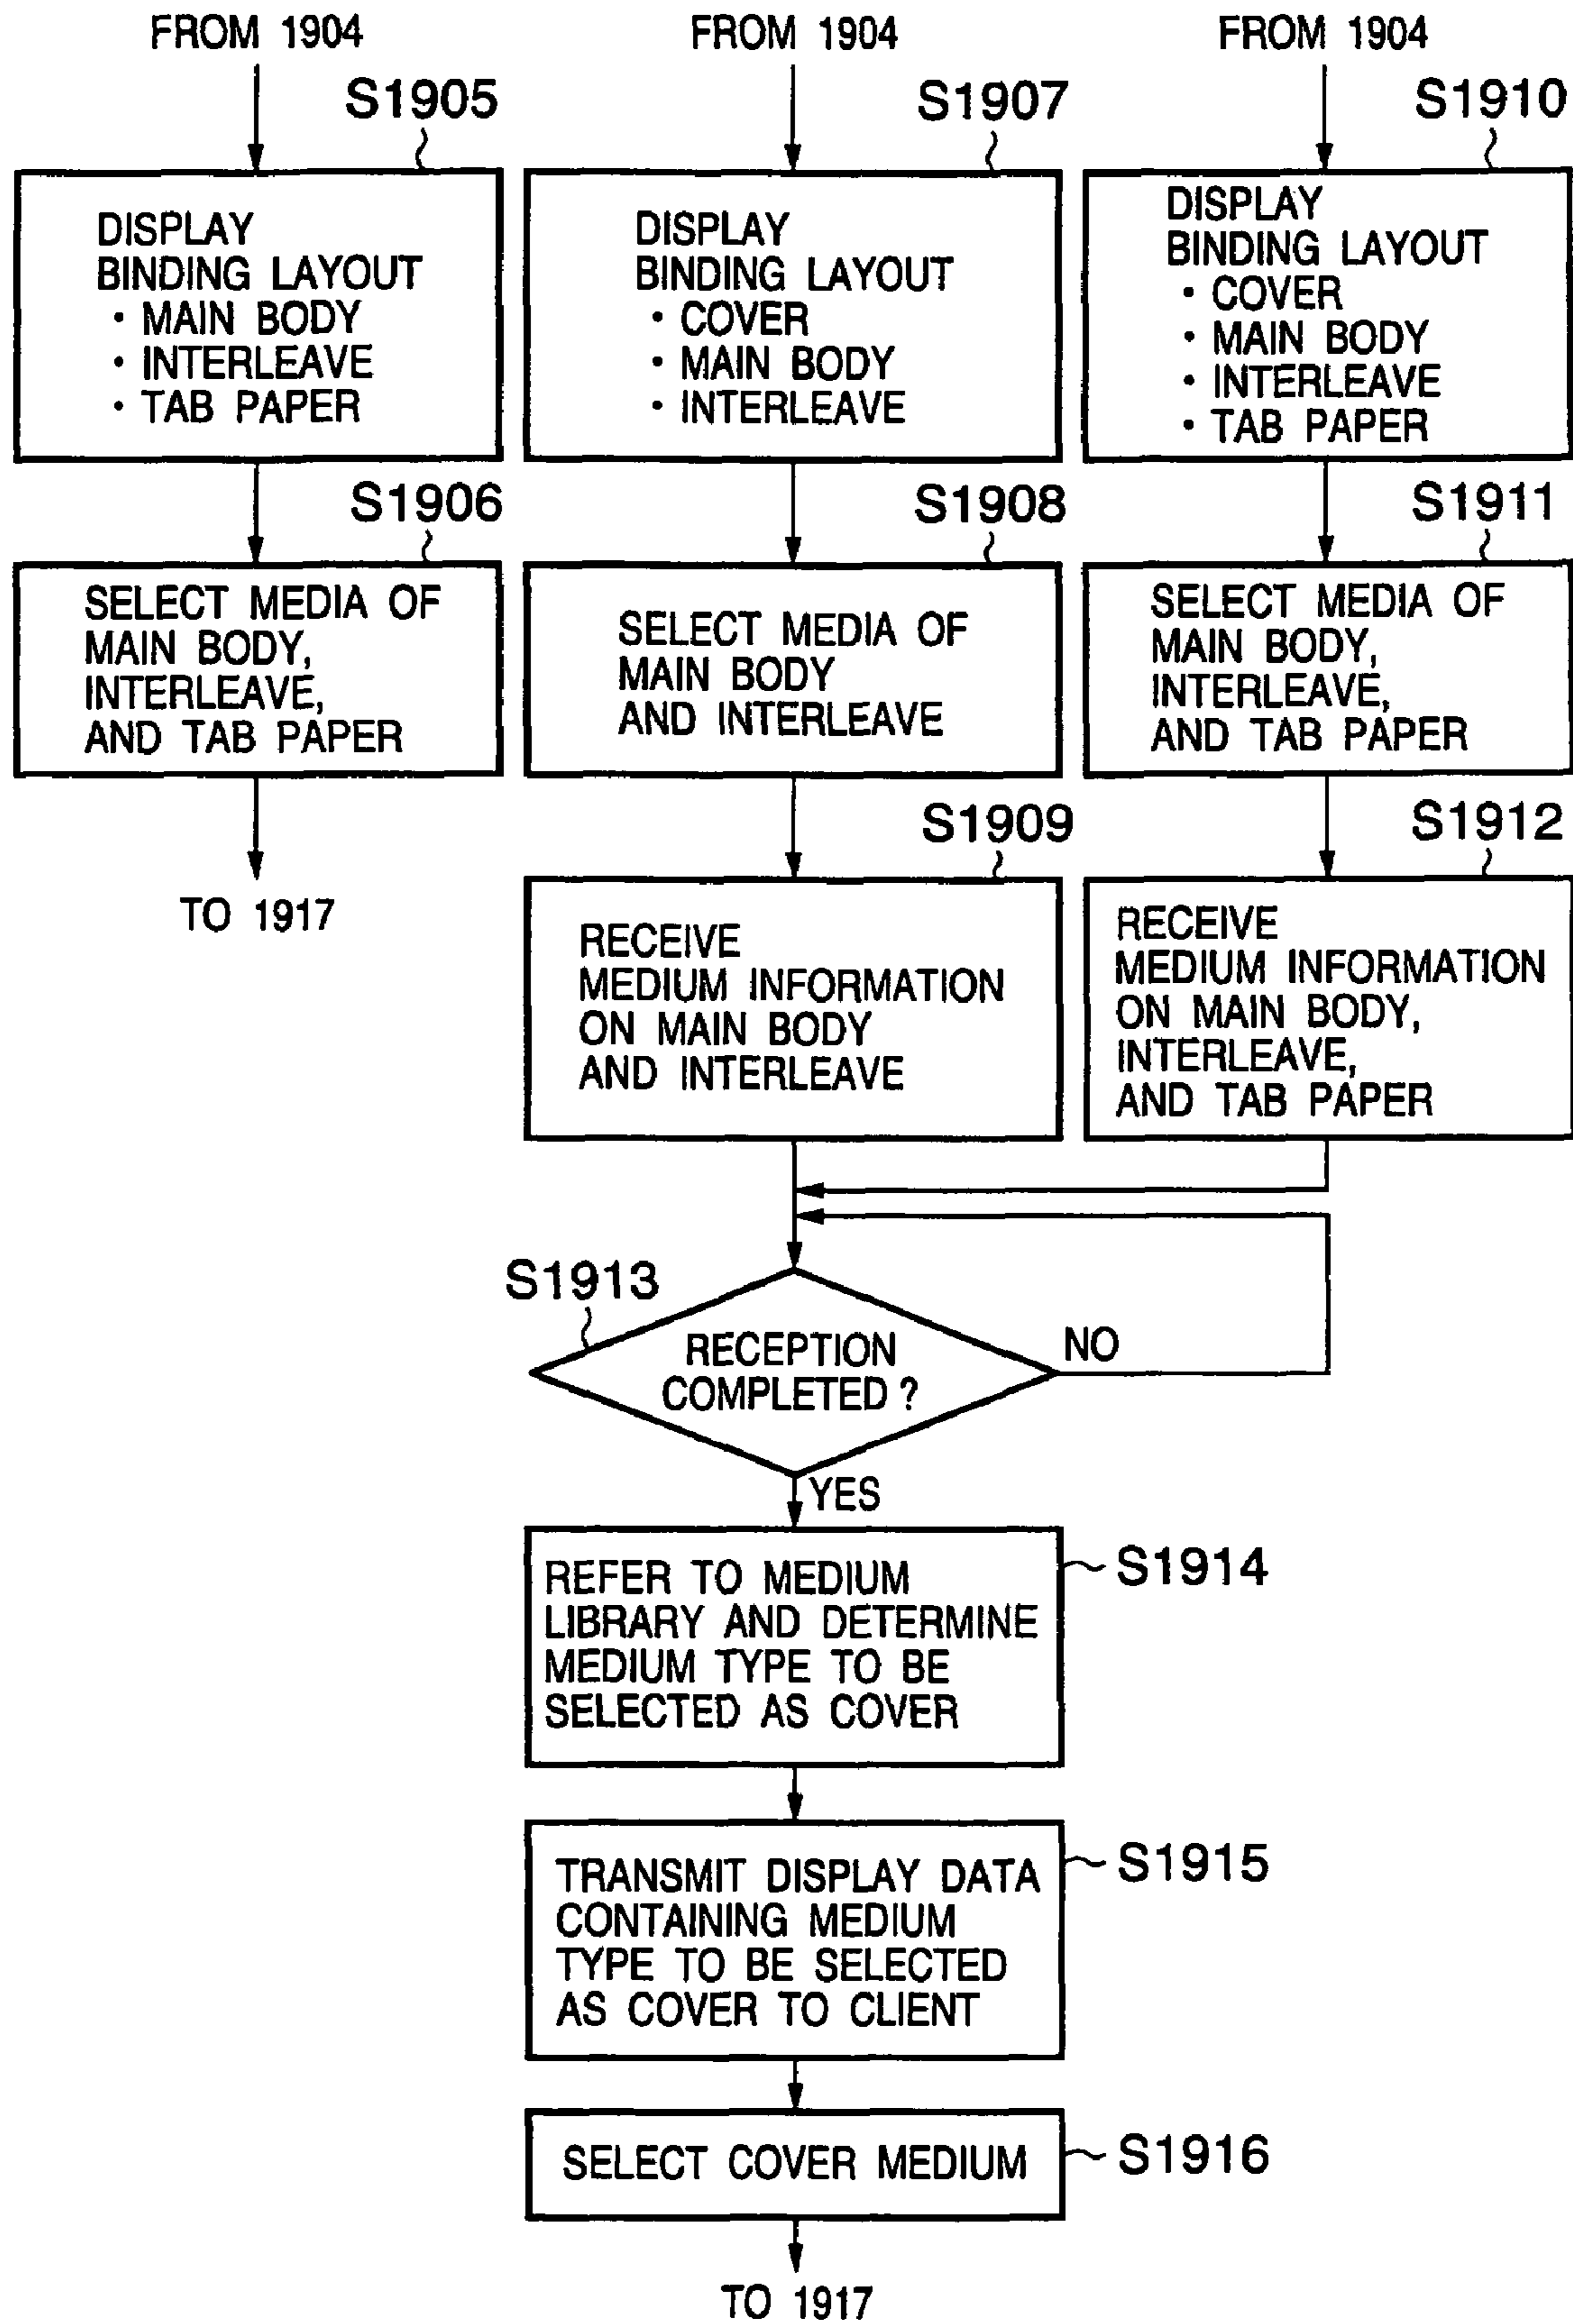 FROM 1904
FROM 1904
FROM 1904
S1905
S1907
S1910
DISPLAY
BINDING LAYOUT
· MAIN BODY
· INTERLEAVE
· TAB PAPER
DISPLAY
BINDING LAYOUT
· COVER
· MAIN BODY
· INTERLEAVE
DISPLAY
BINDING LAYOUT
· COVER
· MAIN BODY
· INTERLEAVE
· TAB PAPER
S1906
S1908
S1911
SELECT MEDIA OF
MAIN BODY,
INTERLEAVE,
AND TAB PAPER
SELECT MEDIA OF
MAIN BODY
AND INTERLEAVE
SELECT MEDIA OF
MAIN BODY,
INTERLEAVE,
AND TAB PAPER
TO 1917
S1909
S1912
RECEIVE
MEDIUM INFORMATION
ON MAIN BODY
AND INTERLEAVE
RECEIVE
MEDIUM INFORMATION
ON MAIN BODY,
INTERLEAVE,
AND TAB PAPER
S1913
RECEPTION
COMPLETED ?
NO
YES
REFER TO MEDIUM
LIBRARY AND DETERMINE
MEDIUM TYPE TO BE
SELECTED AS COVER
S1914
TRANSMIT DISPLAY DATA
CONTAINING MEDIUM
TYPE TO BE SELECTED
AS COVER TO CLIENT
S1915
SELECT COVER MEDIUM
S1916
TO 1917